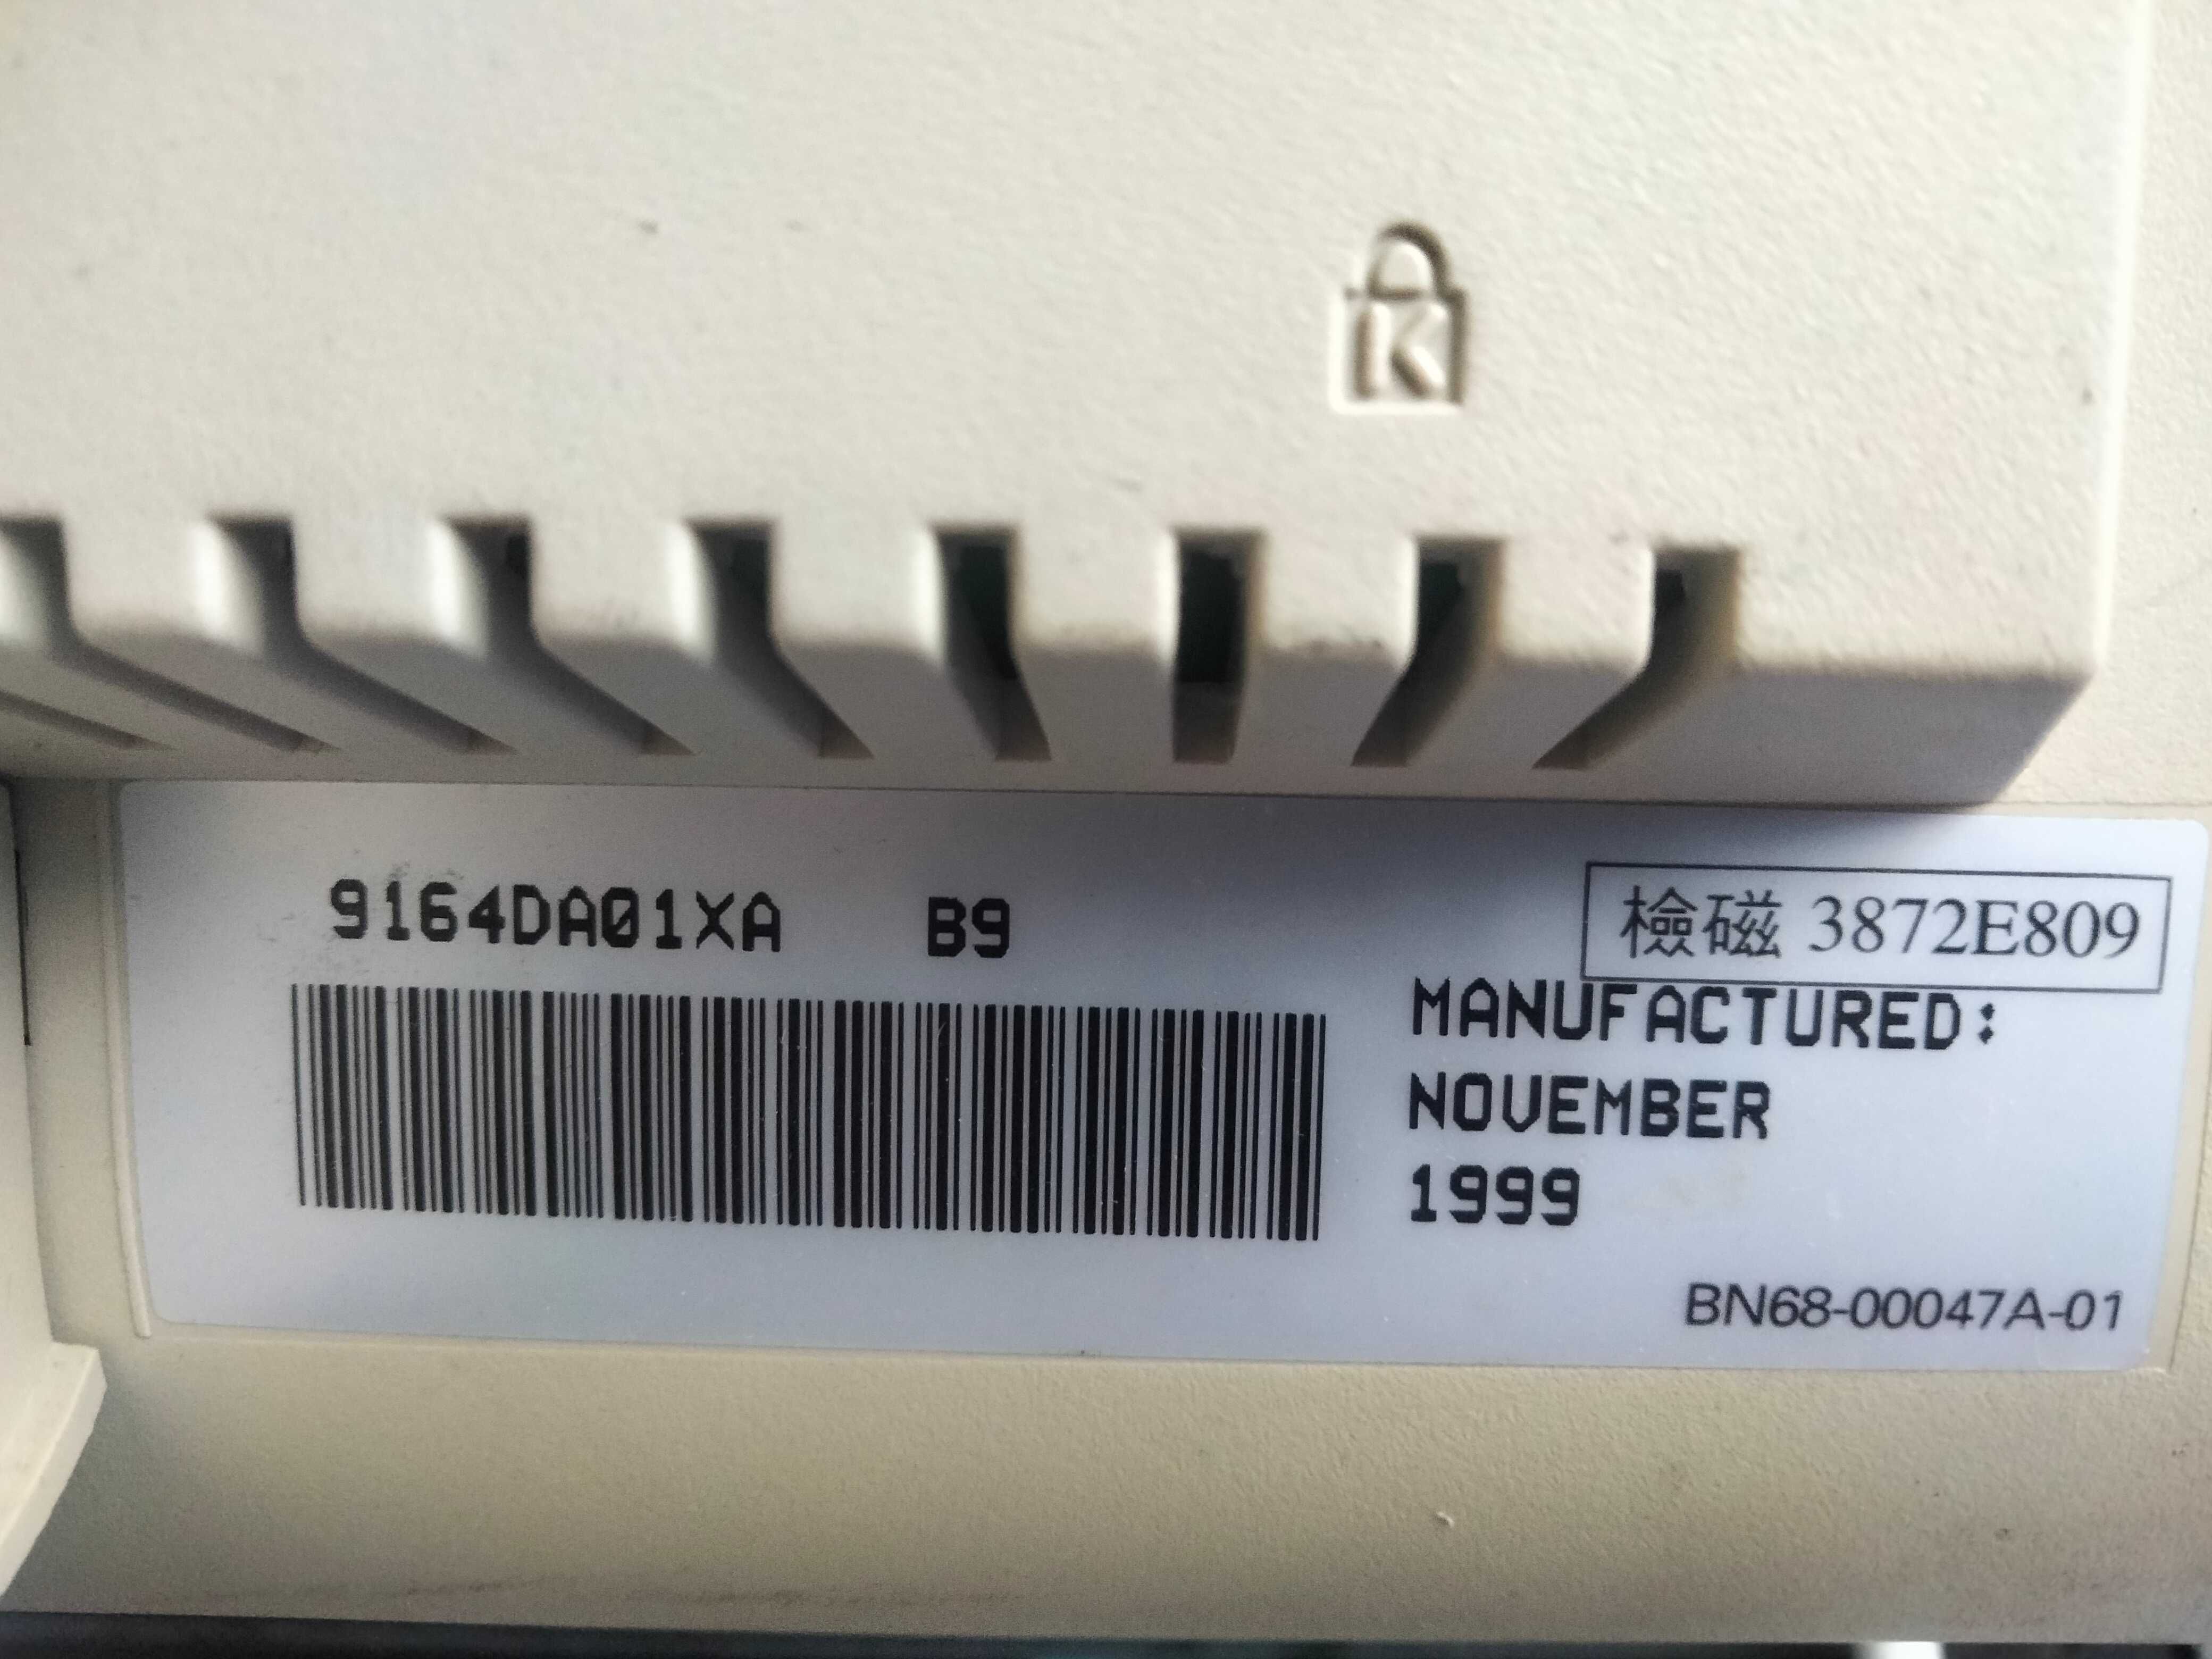 K
9164DA01XA B9
檢磁 3872E809
MANUFACTURED:
NOVEMBER
1999
BN68-00047A-01